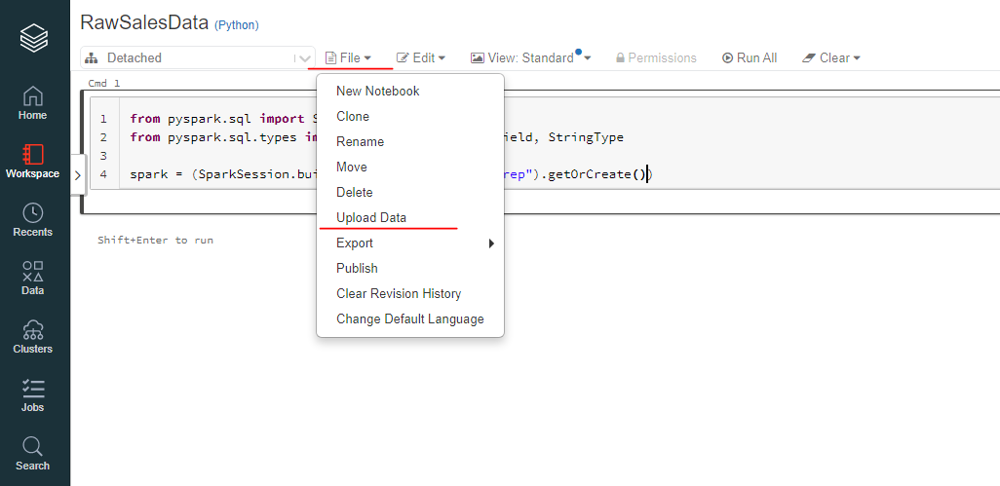 RawSalesData (Python)
Detached File Edit View: Standard Permissions Run All Clear
Cmd 1
1 from pyspark.sql import S
2 from pyspark.sql.types im ield, StringType
3
4 spark = (SparkSession.bui rep").getOrCreate())
Shift+Enter to run
New Notebook
Clone
Rename
Move
Delete
Upload Data
Export
Publish
Clear Revision History
Change Default Language
Home
Workspace
Recents
Data
Clusters
Jobs
Search